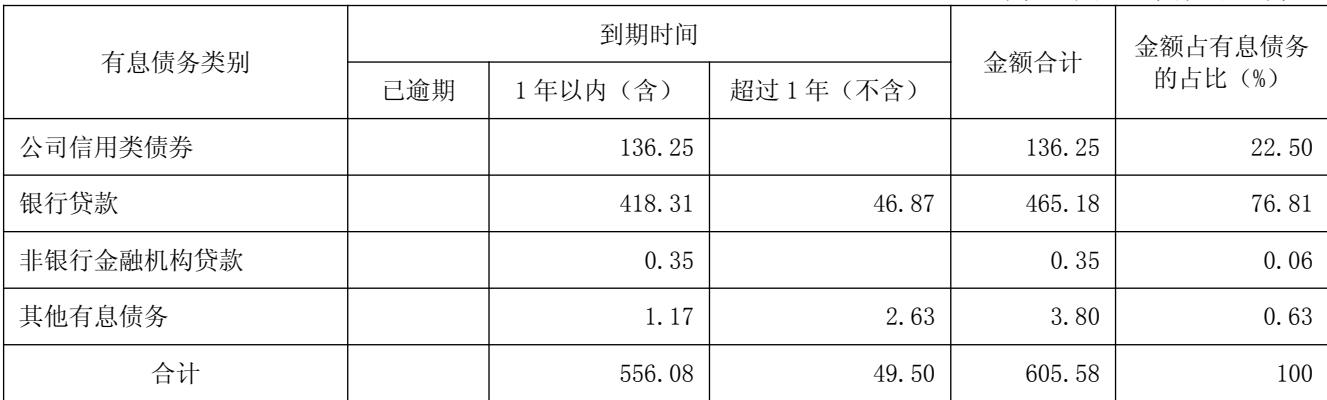 有息债务类别 到期时间 金额合计 金额占有息债务
的占比（%）
已逾期 1 年以内（含） 超过 1 年（不含）
公司信用类债券 136.25 136.25 22.50
银行贷款 418.31 46.87 465.18 76.81
非银行金融机构贷款 0.35 0.35 0.06
其他有息债务 1.17 2.63 3.80 0.63
合计 556.08 49.50 605.58 100